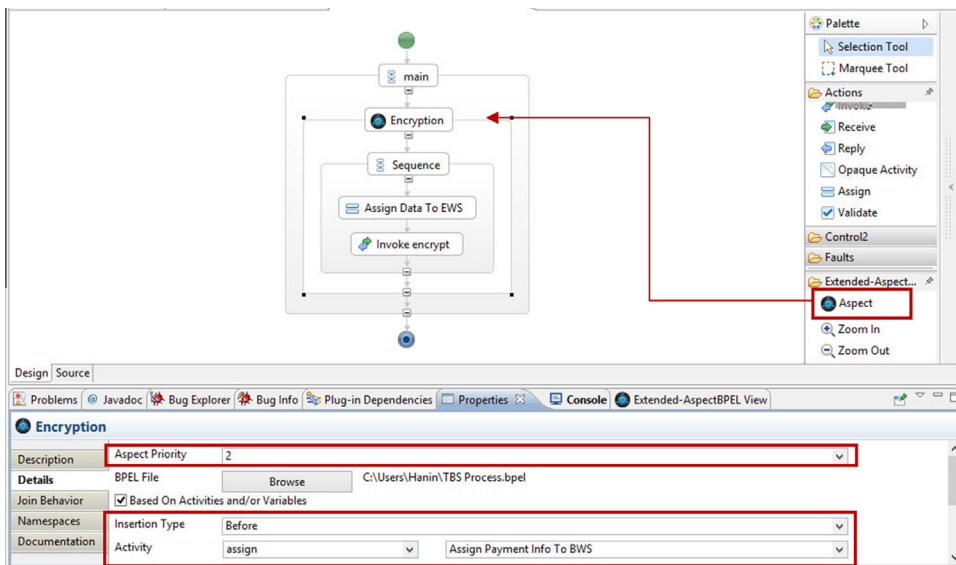 Palette
Selection Tool
Marquee Tool
main
Actions
Invoke
Encryption
Receive
Reply
Sequence
Opaque Activity
Assign
Assign Data To EWS
Validate
Invoke encrypt
Control2
Faults
Extended-Aspect...
Aspect
Zoom In
Zoom Out
Design Source
Problems @ Javadoc Bug Explorer Bug Info Plug-in Dependencies Properties Console Extended-AspectBPEL View
Encryption
Description
Aspect Priority 2
Details
BPEL File Browse C:\Users\Hanin\TBS Process.bpel
Join Behavior
Based On Activities and/or Variables
Namespaces
Insertion Type Before
Documentation
Activity assign Assign Payment Info To BWS